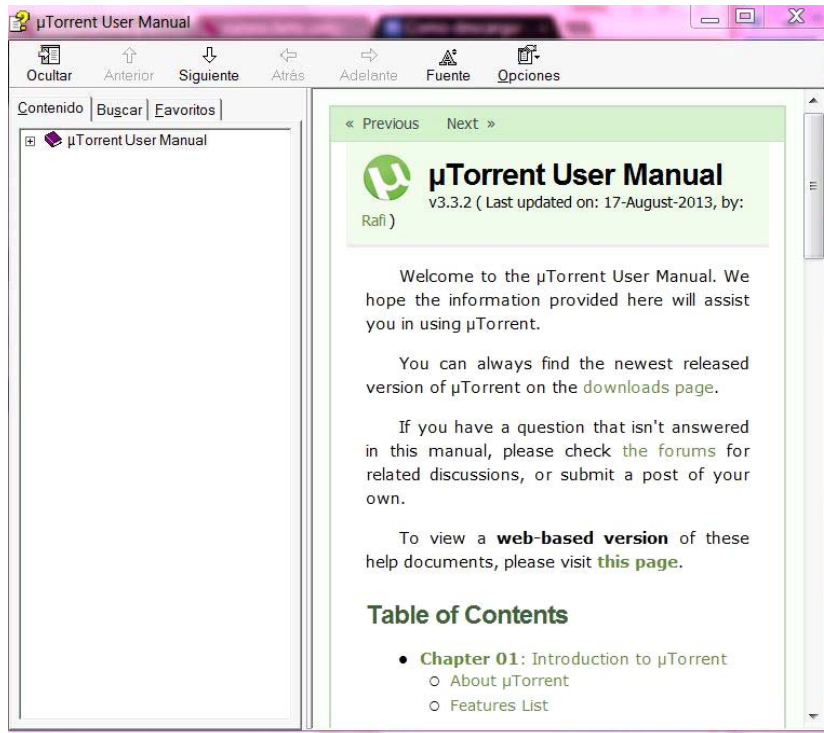 µTorrent User Manual
Ocultar Anterior Siguiente Atrás Adelante Fuente Opciones
Contenido Buscar Favoritos
µTorrent User Manual
« Previous Next »
µTorrent User Manual
v3.3.2 ( Last updated on: 17-August-2013, by:
Rafi )
Welcome to the µTorrent User Manual. We
hope the information provided here will assist
you in using µTorrent.
You can always find the newest released
version of µTorrent on the downloads page.
If you have a question that isn't answered
in this manual, please check the forums for
related discussions, or submit a post of your
own.
To view a web-based version of these
help documents, please visit this page.
Table of Contents
• Chapter 01: Introduction to µTorrent
○ About µTorrent
○ Features List